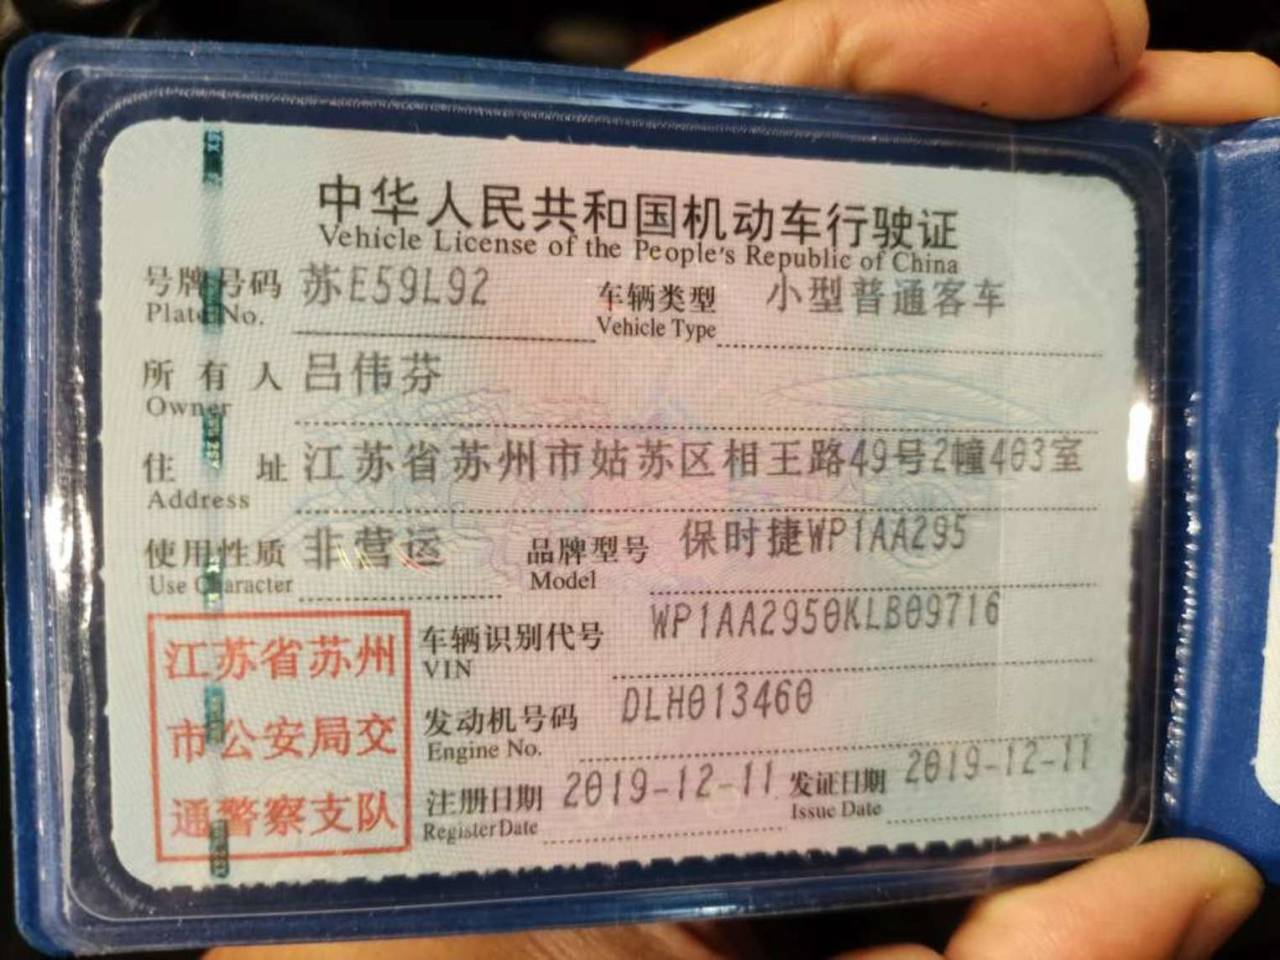 中华人民共和国机动车行驶证
Vehicle License of the People's Republic of China
号牌号码 苏E59L92 车辆类型 小型普通客车
Plate No. Vehicle Type
所有人 吕伟芬
Owner
住址 江苏省苏州市姑苏区相王路49号2幢403室
Address
使用性质 非营运 品牌型号 保时捷WP1AA295
Use Character Model
江苏省苏州
市公安局交
通警察支队
车辆识别代号 WP1AA2950KLB09716
VIN
发动机号码 DLH013460
Engine No.
注册日期 2019-12-11 发证日期 2019-12-11
Register Date Issue Date